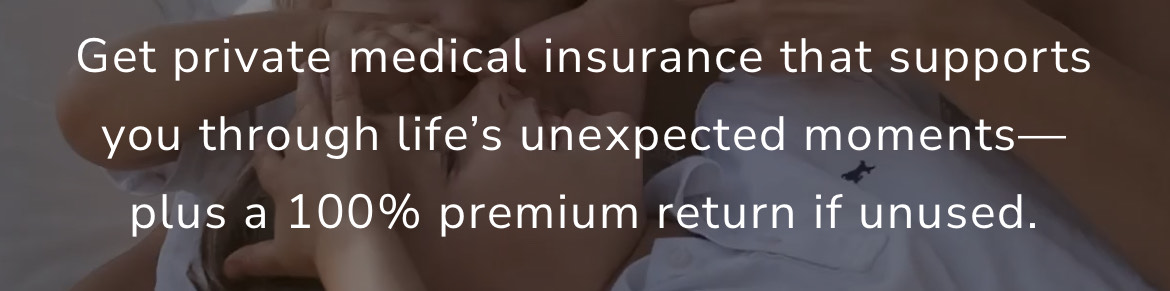 Get private medical insurance that supports
you through life’s unexpected moments—
plus a 100% premium return if unused.